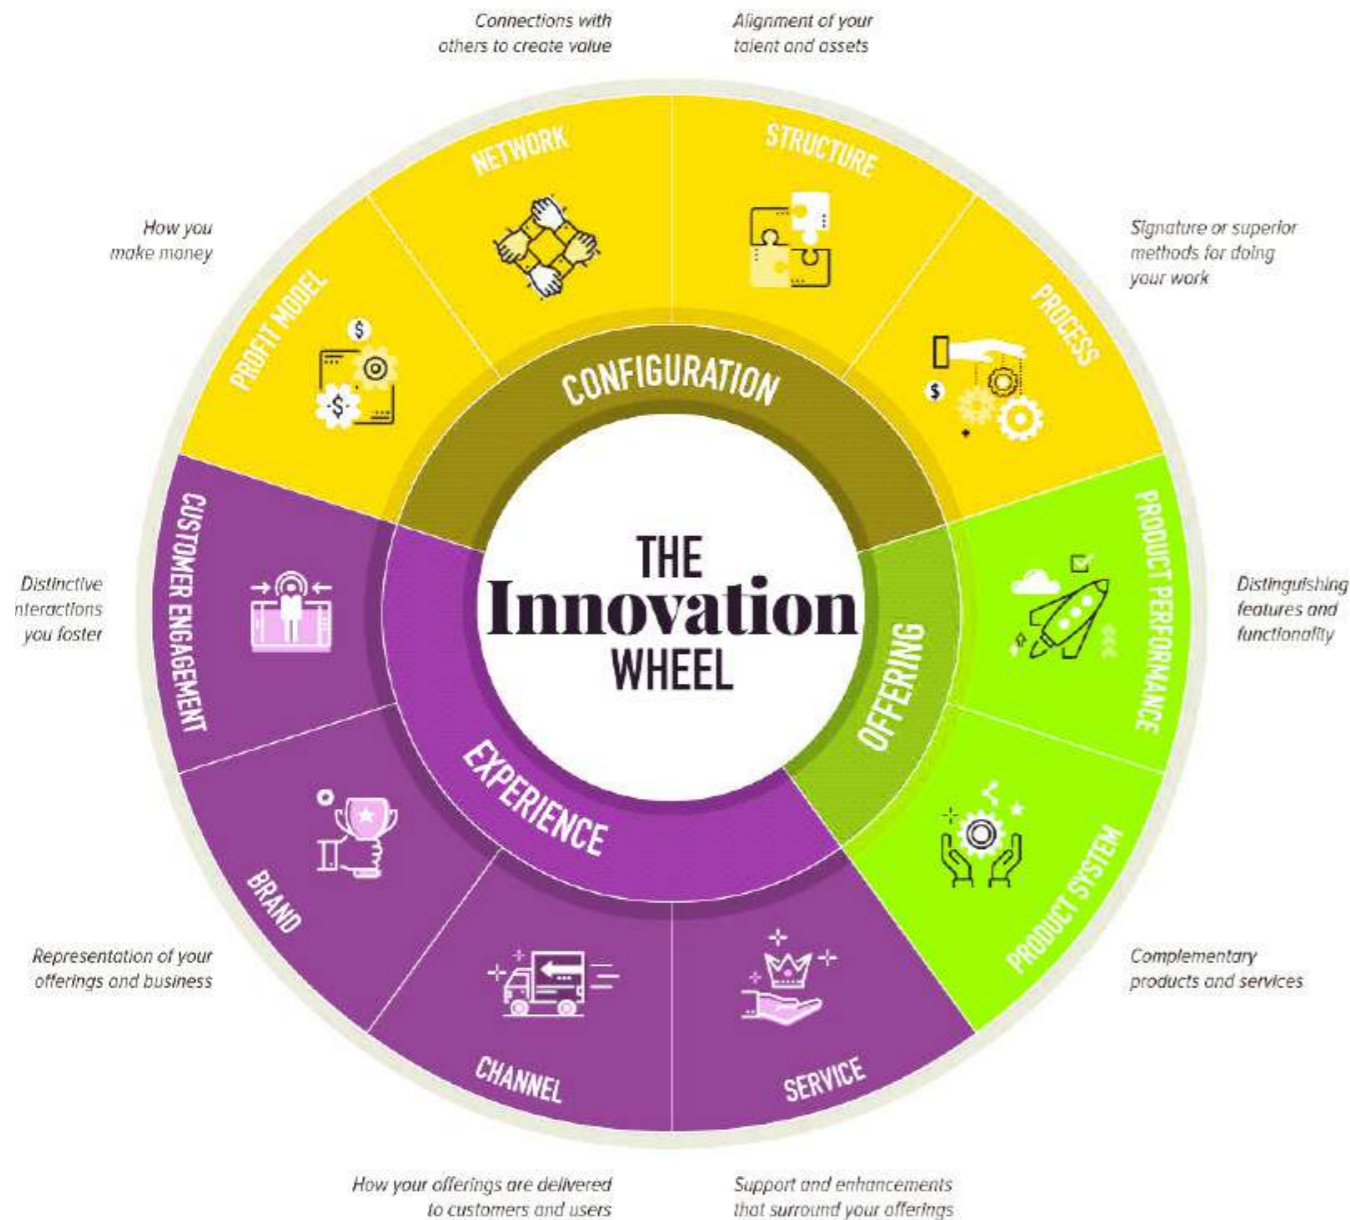 Connections with
others to create value
Alignment of your
talent and assets
NETWORK
STRUCTURE
How you
make money
Signature or superior
methods for doing
your work
PROFIT MODEL
PROCESS
CONFIGURATION
CUSTOMER ENGAGEMENT
PRODUCT PERFORMANCE
THE
Innovation
WHEEL
Distinctive
nteractions
you foster
Distinguishing
features and
functionality
OFFERING
EXPERIENCE
BRAND
PRODUCT SYSTEM
Representation of your
offerings and business
Complementary
products and services
CHANNEL
SERVICE
How your offerings are delivered
to customers and users
Support and enhancements
that surround your offerings
$
$
$